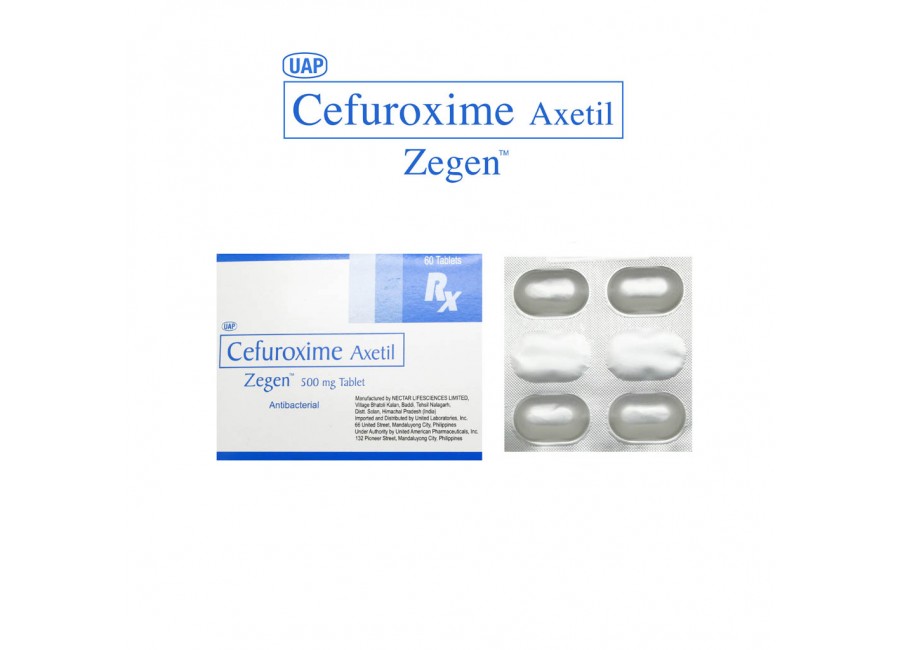 UAP
Cefuroxime Axetil
Zegen™
60 Tablets
Rx
UAP
Cefuroxime Axetil
Zegen™ 500 mg Tablet
Antibacterial
Manufactured by NECTAR LIFESCIENCES LIMITED,
Village Bhatoli Kalan, Baddi, Tehsil Nalagarh,
Distt. Solan, Himachal Pradesh (India)
Imported and Distributed by United Laboratories, Inc.
66 United Street, Mandaluyong City, Philippines
Under Authority by United American Pharmaceuticals, Inc.
132 Pioneer Street, Mandaluyong City, Philippines